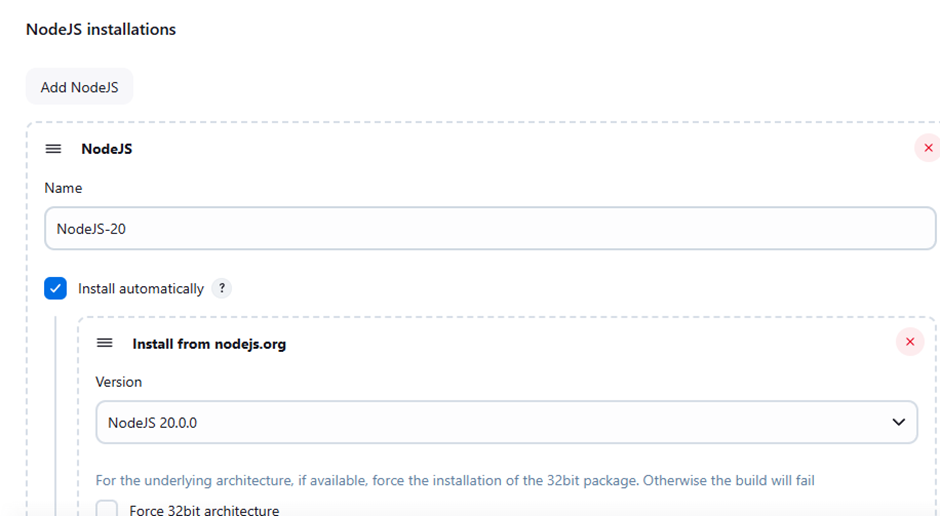 NodeJS installations
Add NodeJS
NodeJS
Name
NodeJS-20
Install automatically ?
Install from nodejs.org
Version
NodeJS 20.0.0
For the underlying architecture, if available, force the installation of the 32bit package. Otherwise the build will fail
Force 32bit architecture